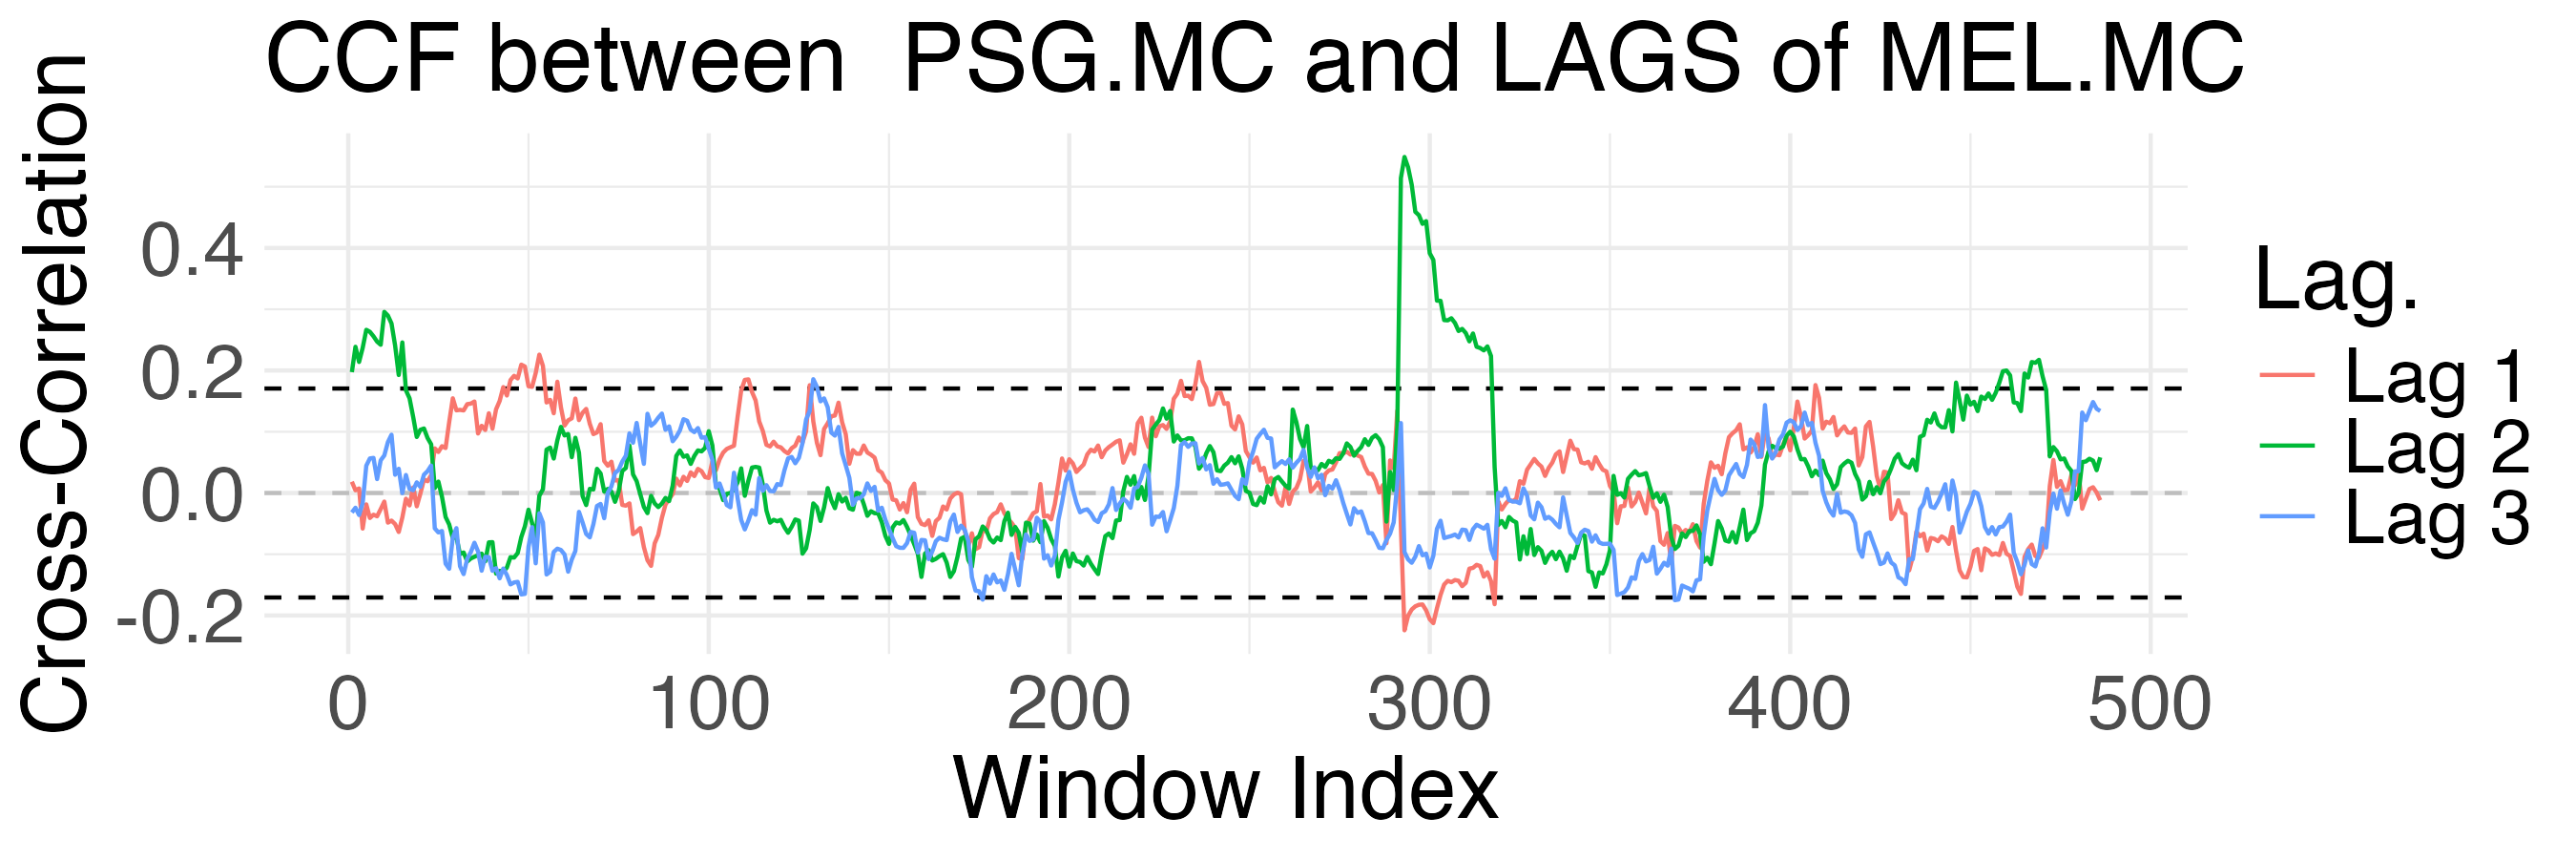 CCF between  PSG.MC and LAGS of MEL.MC
Cross-Correlation
0.4
0.2
0.0
-0.2
0
100
200
300
400
500
Window Index
Lag.
Lag 1
Lag 2
Lag 3